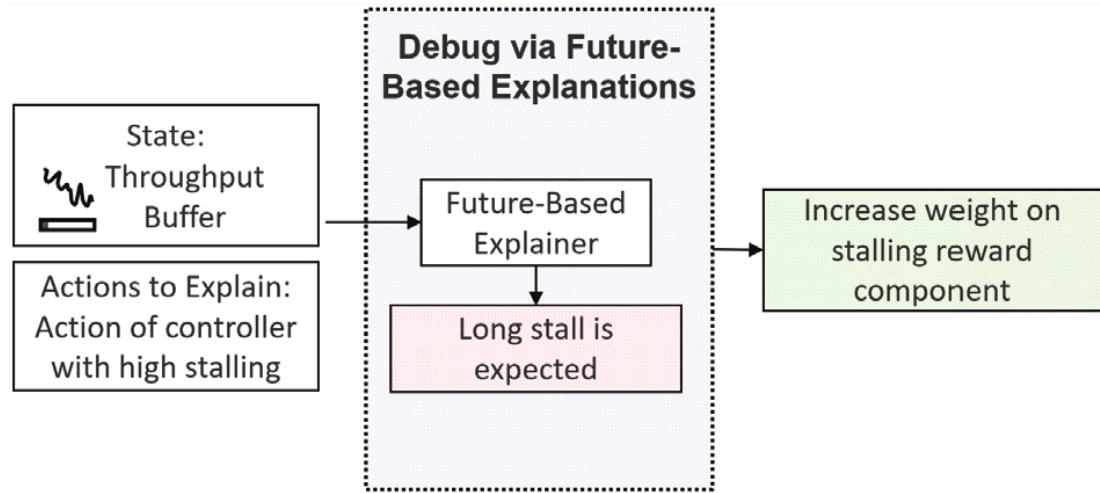 Debug via Future-
Based Explanations
State:
Throughput
Buffer
Actions to Explain:
Action of controller
with high stalling
Future-Based
Explainer
Long stall is
expected
Increase weight on
stalling reward
component